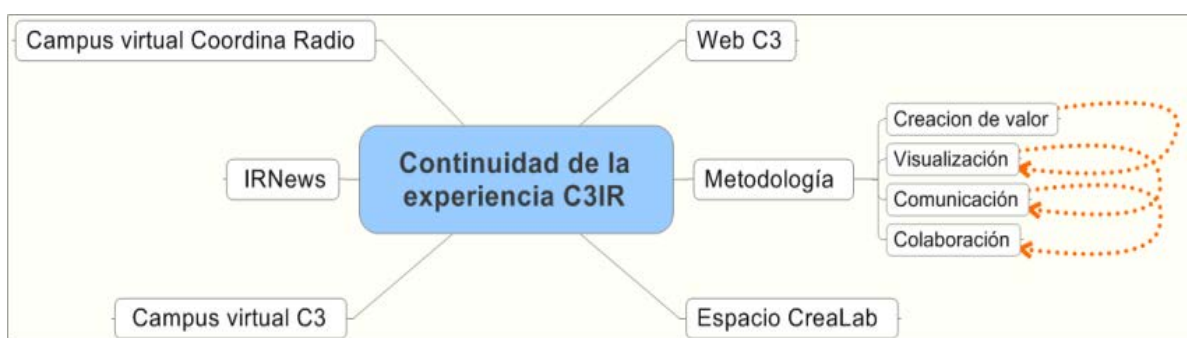 Campus virtual Coordina Radio
Web C3
Creacion de valor
Visualización
Continuidad de la
experiencia C3IR
IRNews
Metodología
Comunicación
Colaboración
Campus virtual C3
Espacio CreaLab